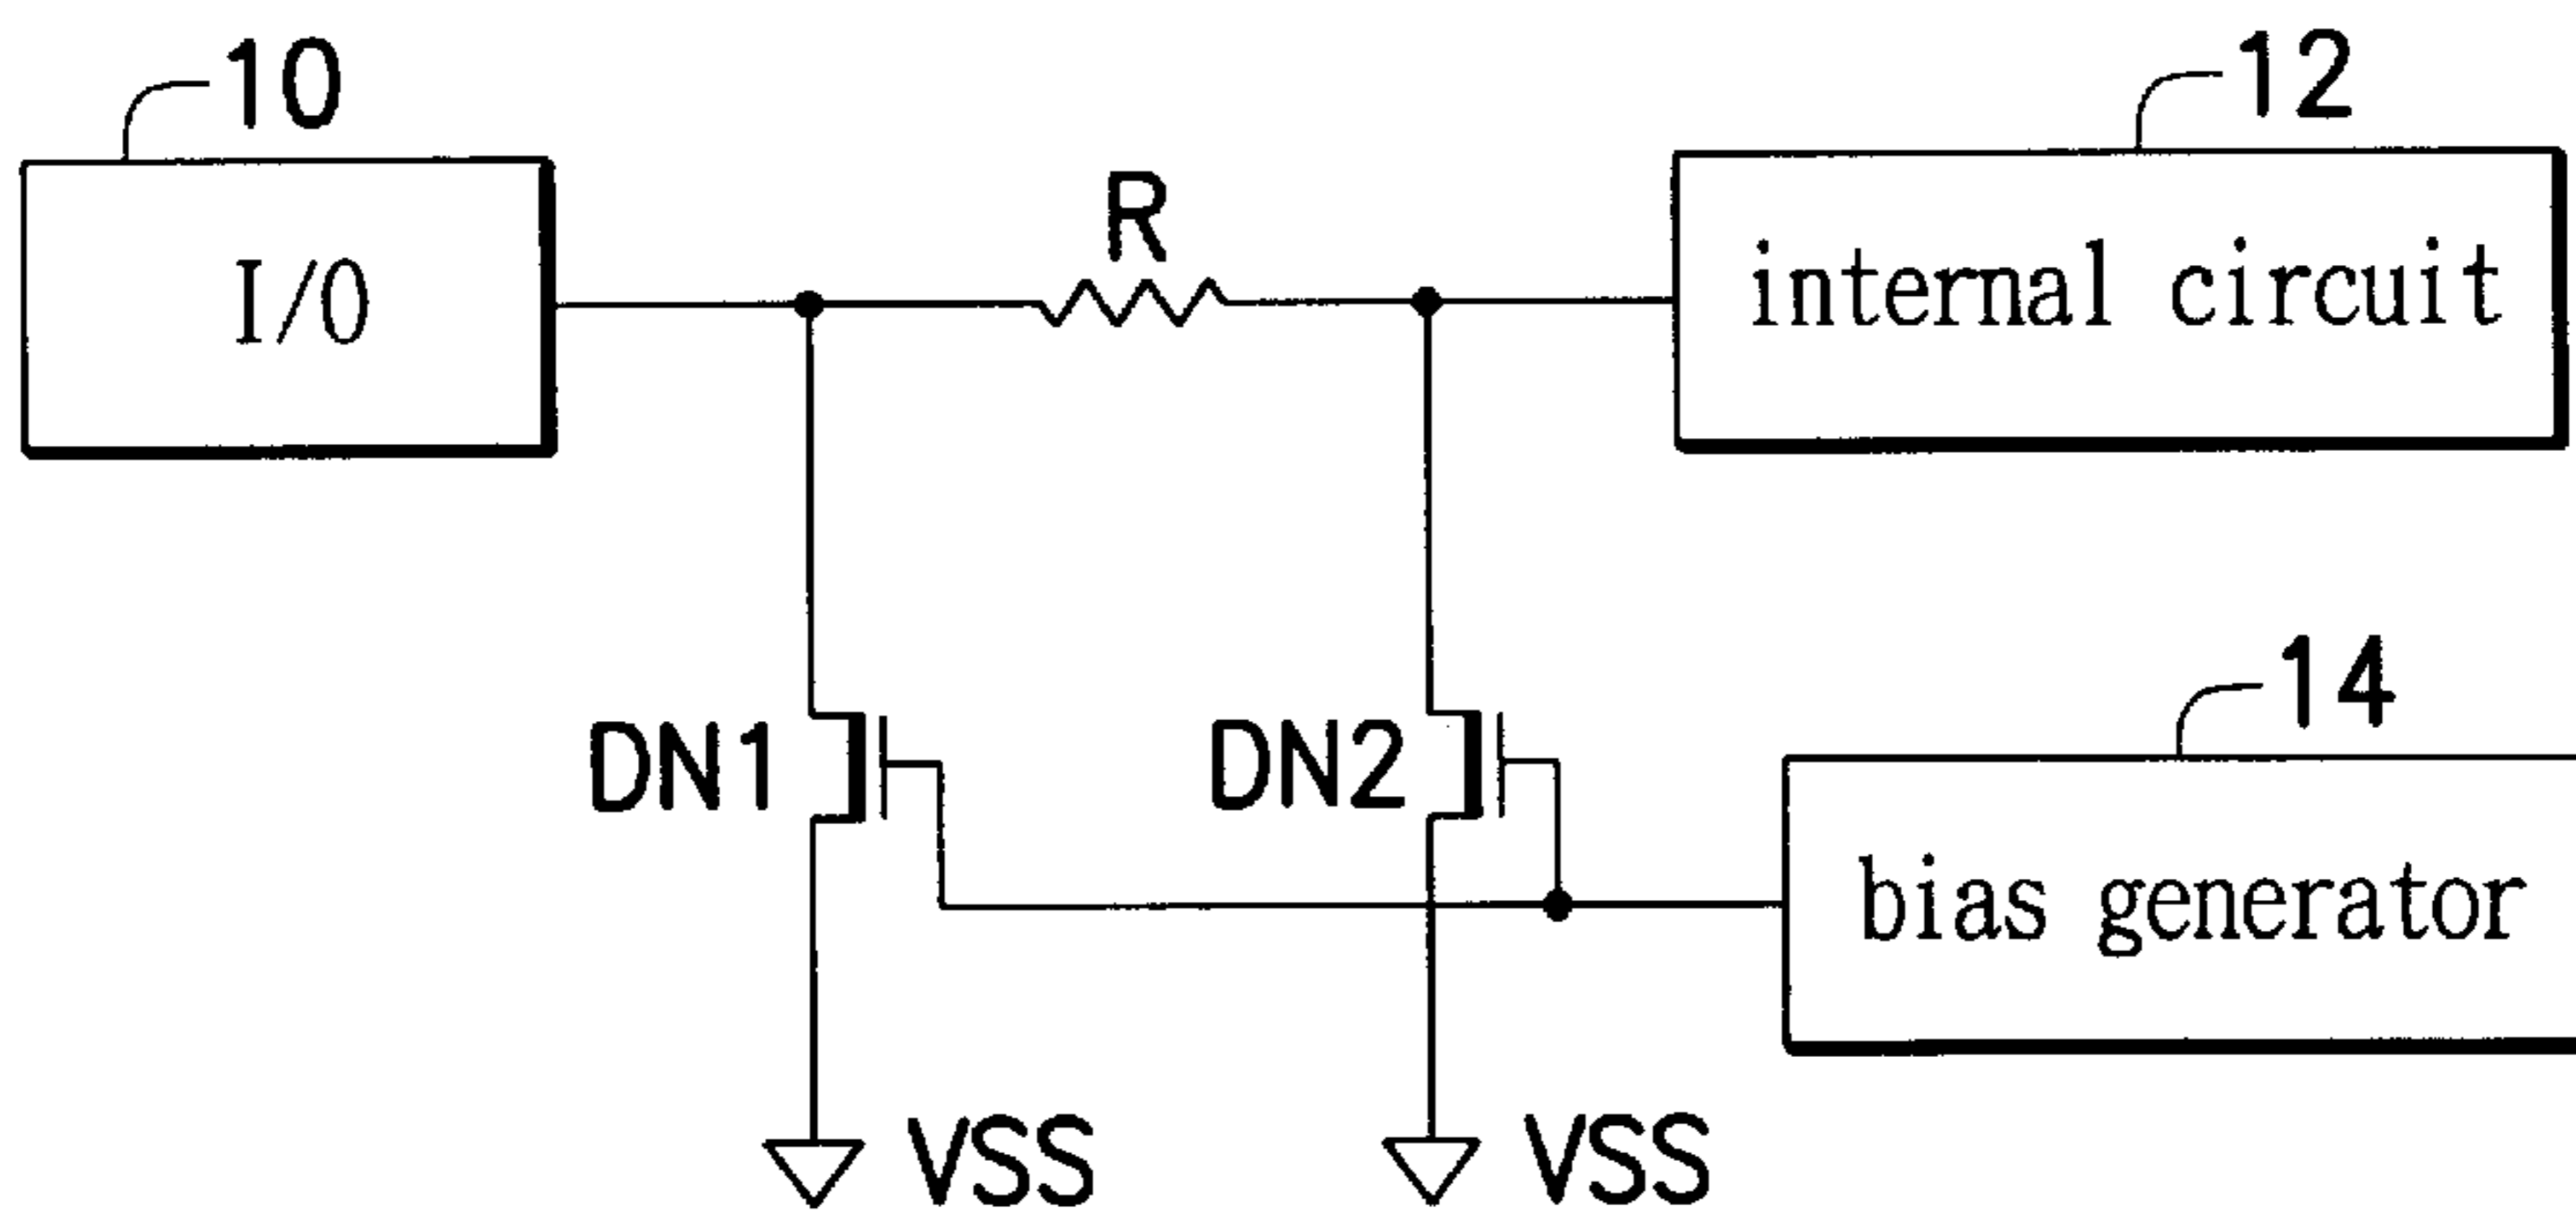 10
12
I/O
R
internal circuit
14
DN1
DN2
bias generator
VSS
VSS